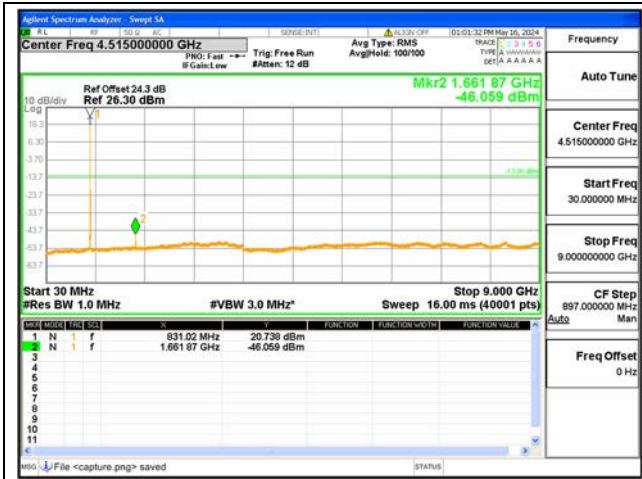 Agilent Spectrum Analyzer - Swept SA
RL RF 50 Ω AC SENSE:INT ALIGN OFF 01:01:32 PM May 16, 2024
Center Freq 4.515000000 GHz
PNO: Fast
IFGain:Low
Trig: Free Run
#Atten: 12 dB
Avg Type: RMS
Avg|Hold: 100/100
TRACE 1 2 3 4 5 6
TYPE
DET A A A A A A
Ref Offset 24.3 dB
Ref 26.30 dBm
10 dB/div
Log
Mkr2 1.661 87 GHz
-46.059 dBm
1
16.3
6.30
-3.70
-13.7
-13.00 dBm
-23.7
-33.7
2
-43.7
-53.7
-63.7
Start 30 MHz
Stop 9.000 GHz
#Res BW 1.0 MHz
#VBW 3.0 MHz*
Sweep 16.00 ms (40001 pts)
MKR MODE TRC SCL X Y FUNCTION FUNCTION WIDTH FUNCTION VALUE
1 N 1 f 831.02 MHz 20.738 dBm
2 N 1 f 1.661 87 GHz -46.059 dBm
3
4
5
6
7
8
9
10
11
MSG File <capture.png> saved
STATUS
Frequency
Auto Tune
Center Freq
4.515000000 GHz
Start Freq
30.000000 MHz
Stop Freq
9.000000000 GHz
CF Step
897.000000 MHz
Auto Man
Freq Offset
0 Hz